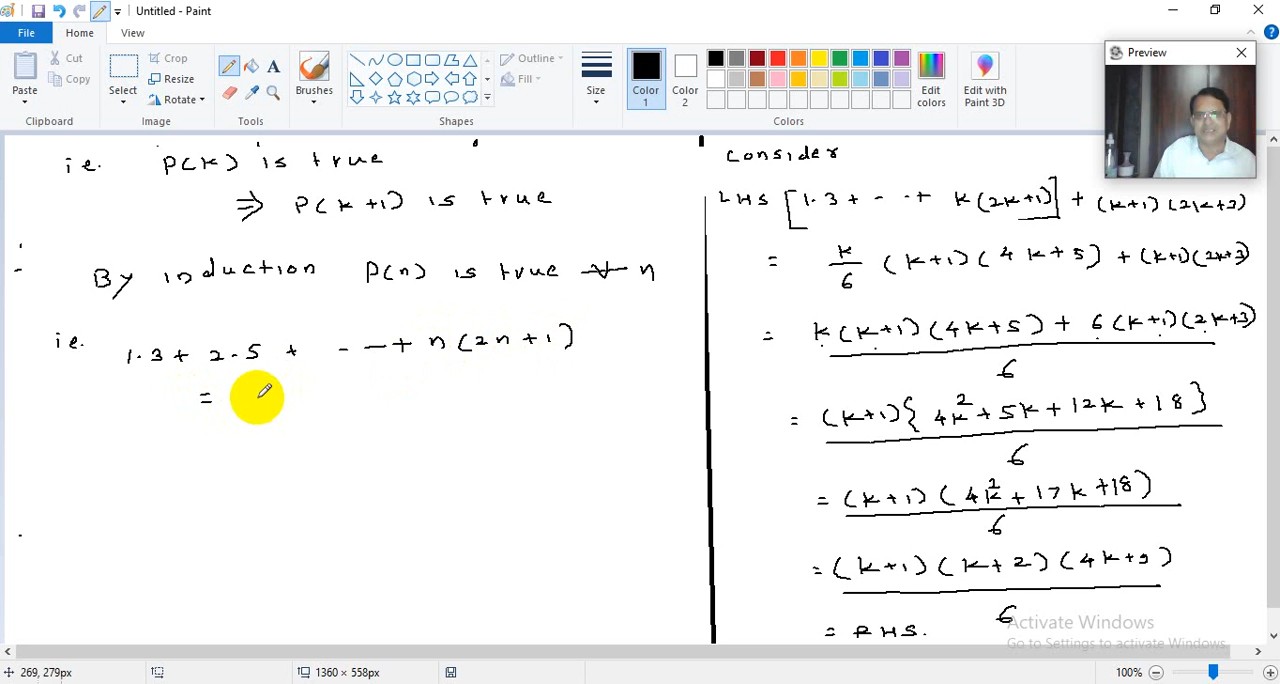 Untitled - Paint
File Home View
Paste Cut Copy Clipboard
Select Crop Resize Rotate Image
Tools
Brushes
Shapes Outline Fill
Size
Color 1 Color 2
Colors
Edit colors
Edit with Paint 3D
Preview
i.e. P(k) is true
⇒ P(k+1) is true
By induction P(n) is true ∀ n
i.e. 1.3 + 2.5 + - - + n(2n+1)
=
Consider
LHS [1.3 + - - + k(2k+1)] + (k+1)(2k+3)
= k/6 (k+1)(4k+5) + (k+1)(2k+3)
= k(k+1)(4k+5) + 6(k+1)(2k+3) / 6
= (k+1){4k²+5k+12k+18} / 6
= (k+1)(4k²+17k+18) / 6
= (k+1)(k+2)(4k+9) / 6
= RHS.
Activate Windows
Go to Settings to activate Windows.
269, 279px
1360 × 558px
100%